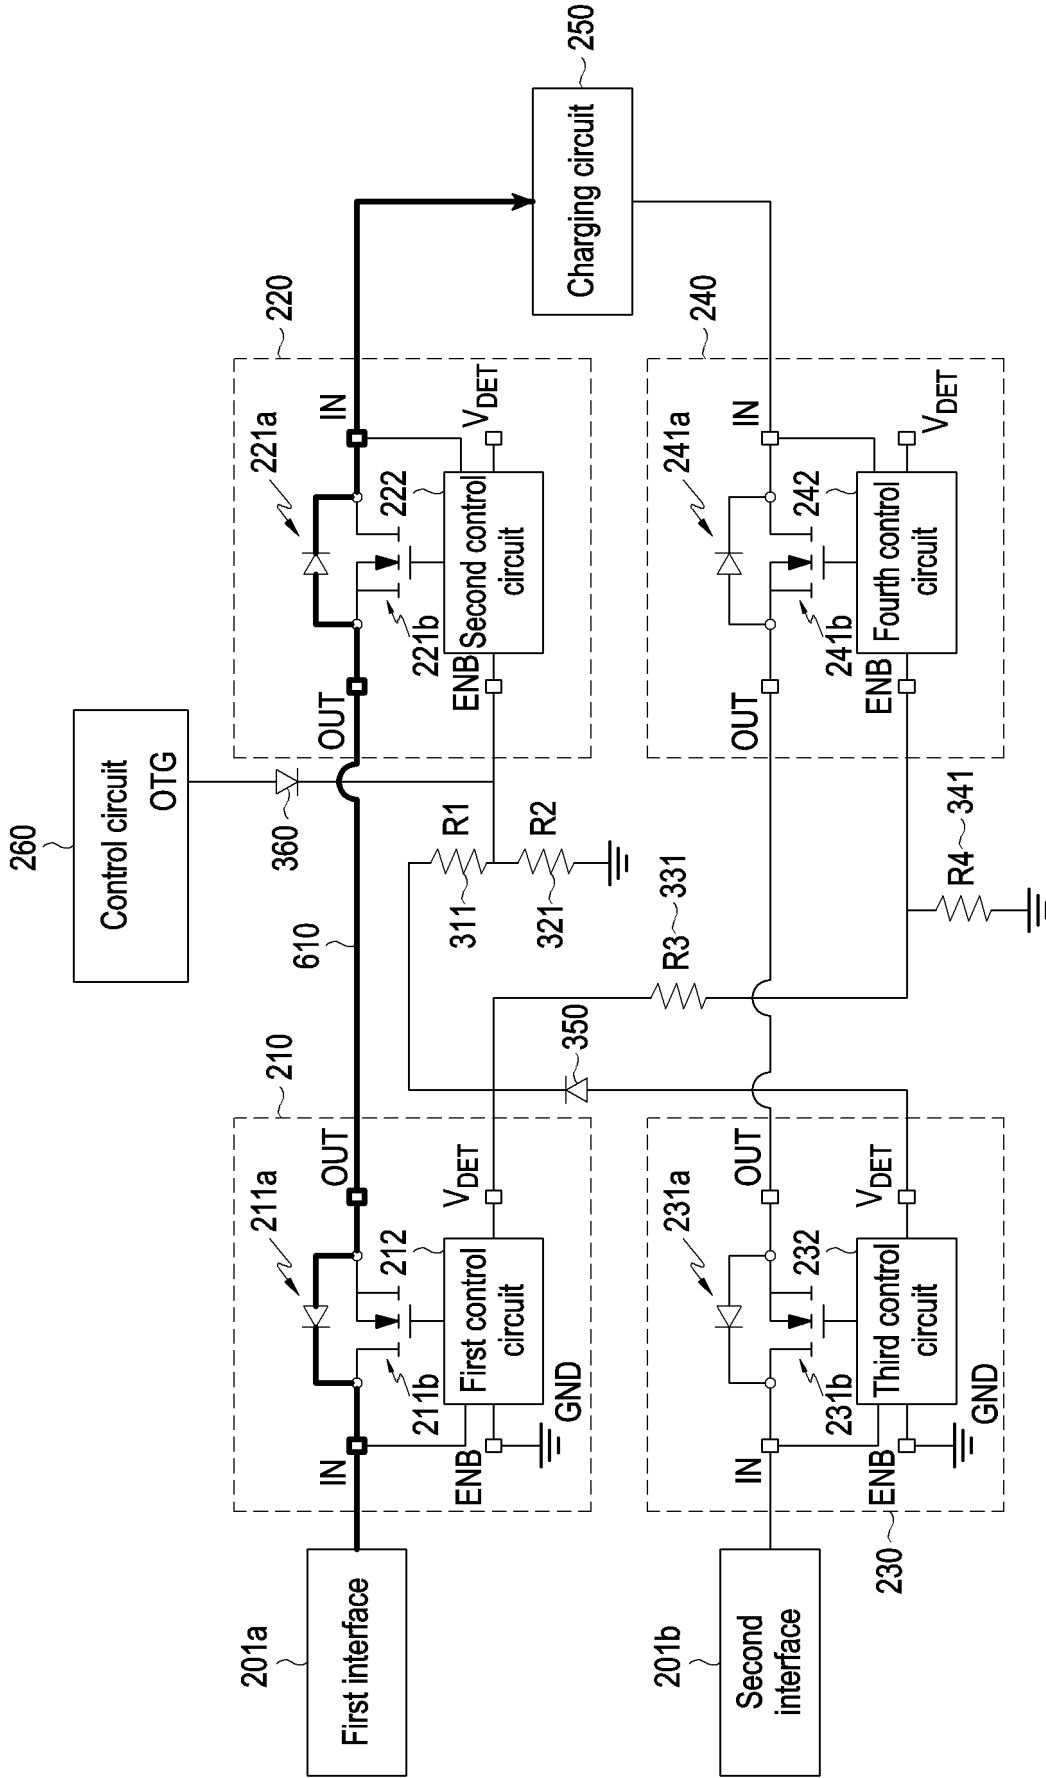 260
Control circuit
OTG
360
610
210
211a
IN
OUT
212
211b
First control
circuit
VDET
ENB
GND
201a
First interface
220
221a
OUT
IN
222
221b
Second control
circuit
ENB
VDET
250
Charging circuit
R1
311
R2
321
R3
331
350
R4
341
230
231a
IN
OUT
232
231b
Third control
circuit
VDET
ENB
GND
201b
Second
interface
240
241a
OUT
IN
242
241b
Fourth control
circuit
ENB
VDET